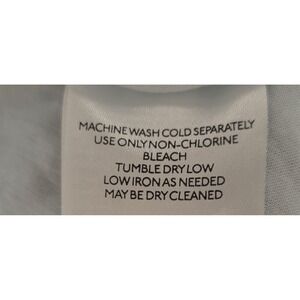 MACHINE WASH COLD SEPARATELY
USE ONLY NON-CHLORINE
BLEACH
TUMBLE DRY LOW
LOW IRON AS NEEDED
MAY BE DRY CLEANED